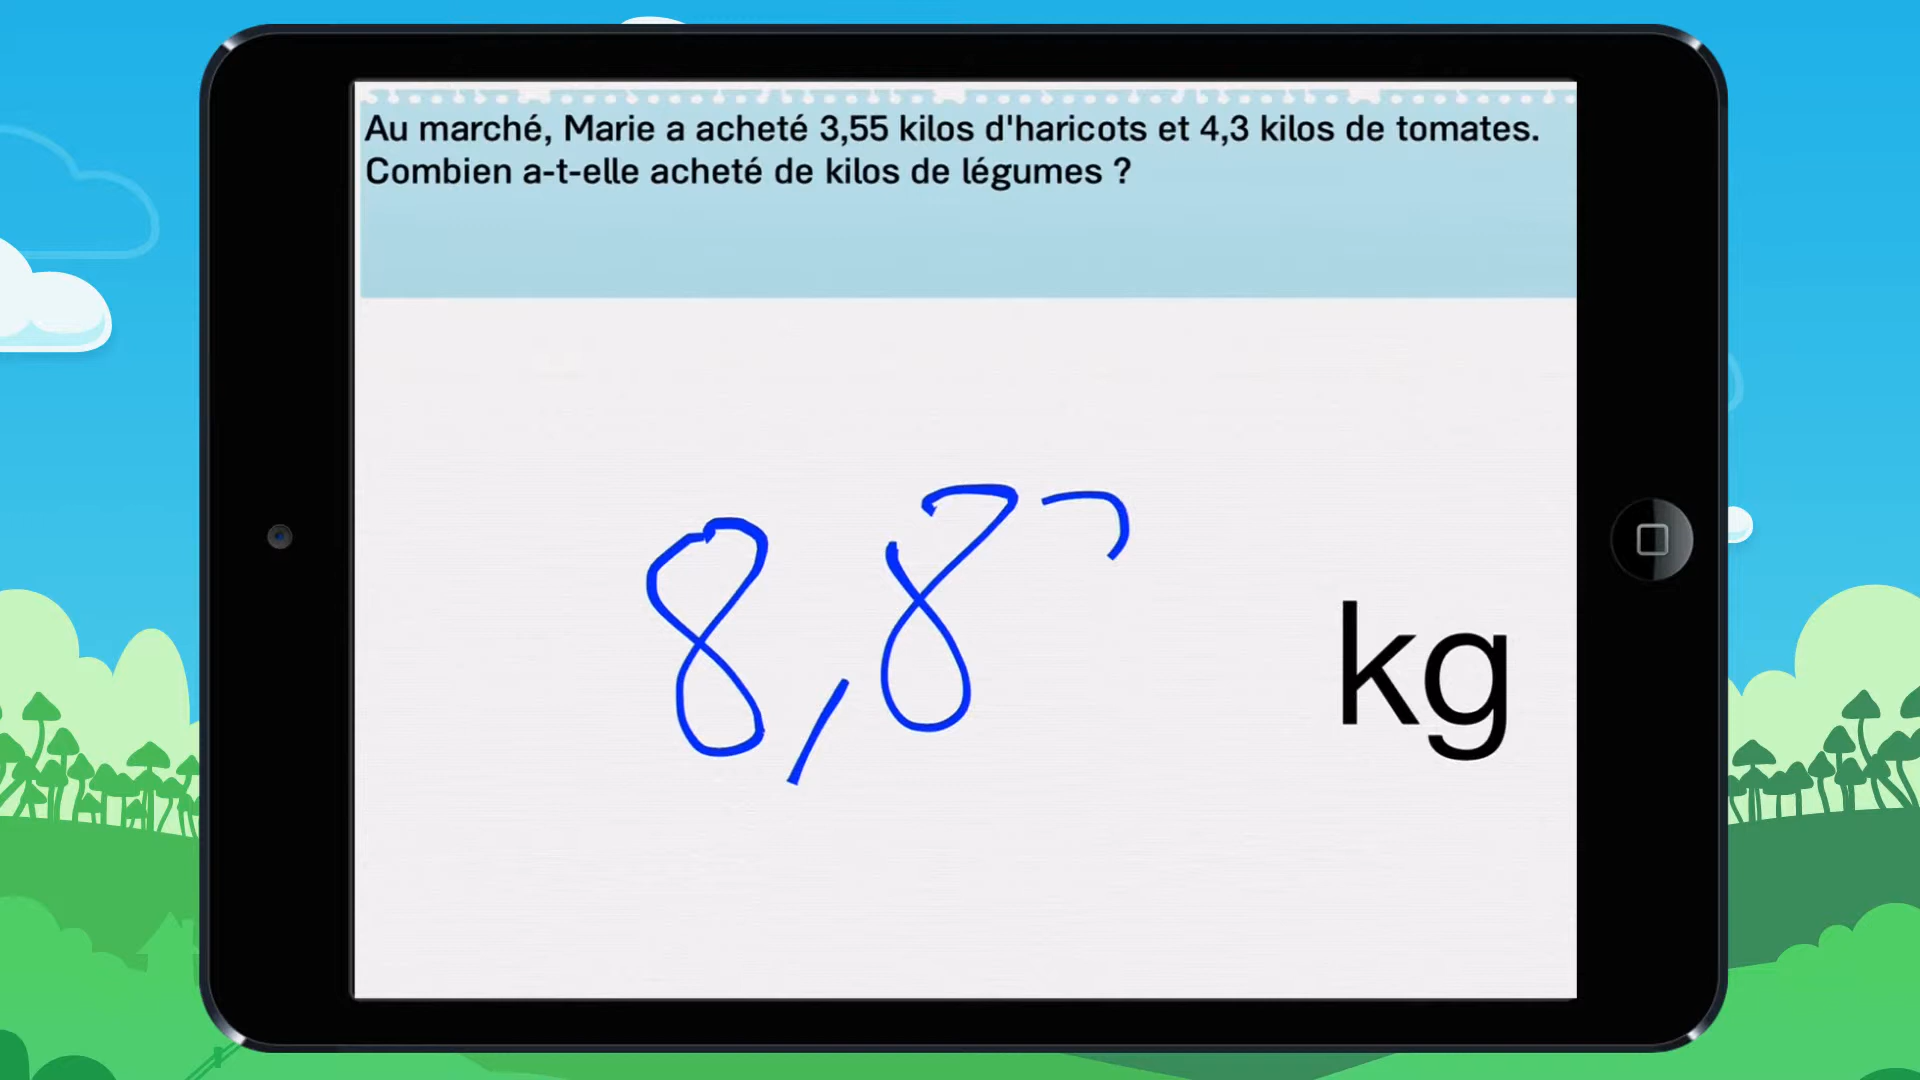 Au marché, Marie a acheté 3,55 kilos d'haricots et 4,3 kilos de tomates.
Combien a-t-elle acheté de kilos de légumes ?
8,8
kg